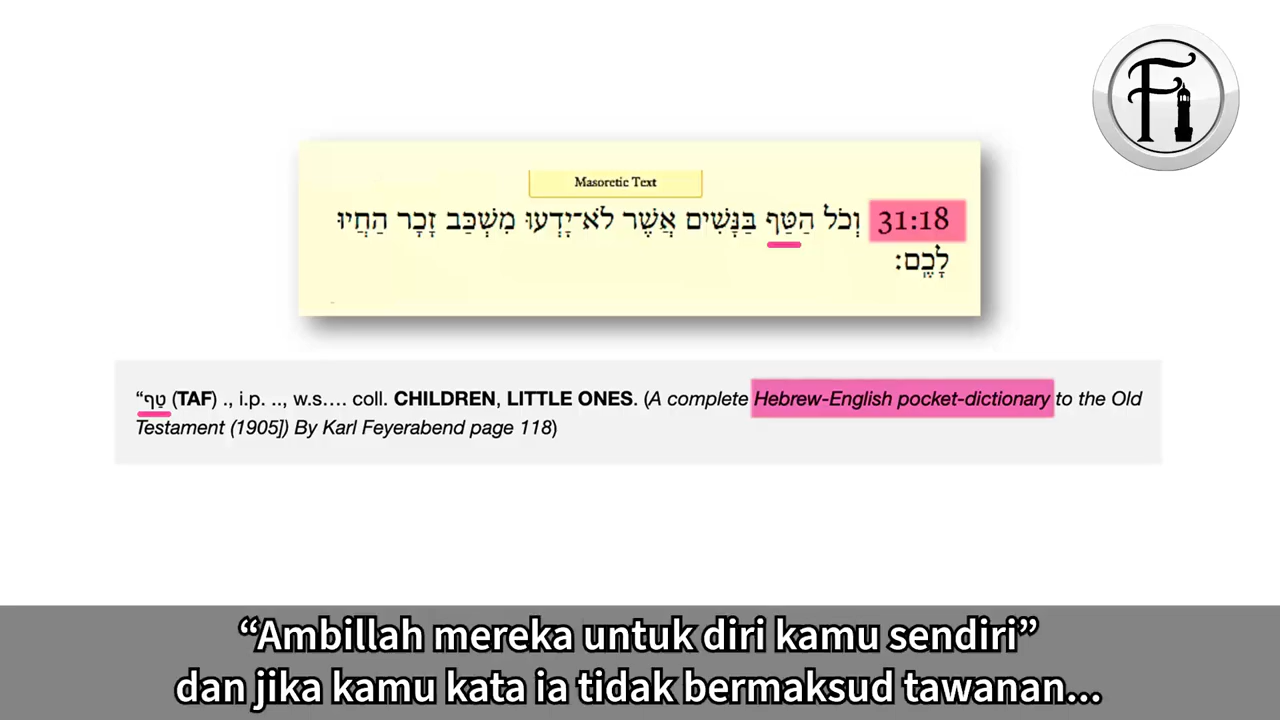 Fi
Masoretic Text
31:18 וְכֹל הַטַּף בַּנָּשִׁים אֲשֶׁר לֹא־יָדְעוּ מִשְׁכַּב זָכָר הַחֲיוּ
לָכֶֽם׃
“טַף (TAF) ., i.p. .., w.s.... coll. CHILDREN, LITTLE ONES. (A complete Hebrew-English pocket-dictionary to the Old
Testament (1905]) By Karl Feyerabend page 118)
“Ambillah mereka untuk diri kamu sendiri”
dan jika kamu kata ia tidak bermaksud tawanan...